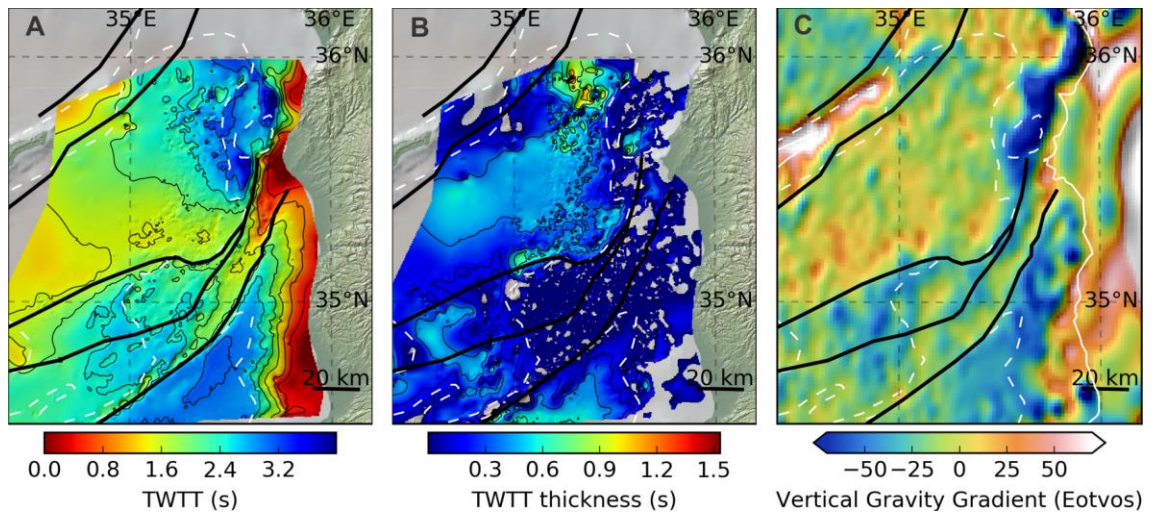 A
35°E
36°E
36°N
35°N
20 km
B
35°E
36°E
36°N
35°N
20 km
C
35°E
36°E
36°N
35°N
20 km
0.0 0.8 1.6 2.4 3.2
TWTT (s)
0.3 0.6 0.9 1.2 1.5
TWTT thickness (s)
−50 −25 0 25 50
Vertical Gravity Gradient (Eotvos)